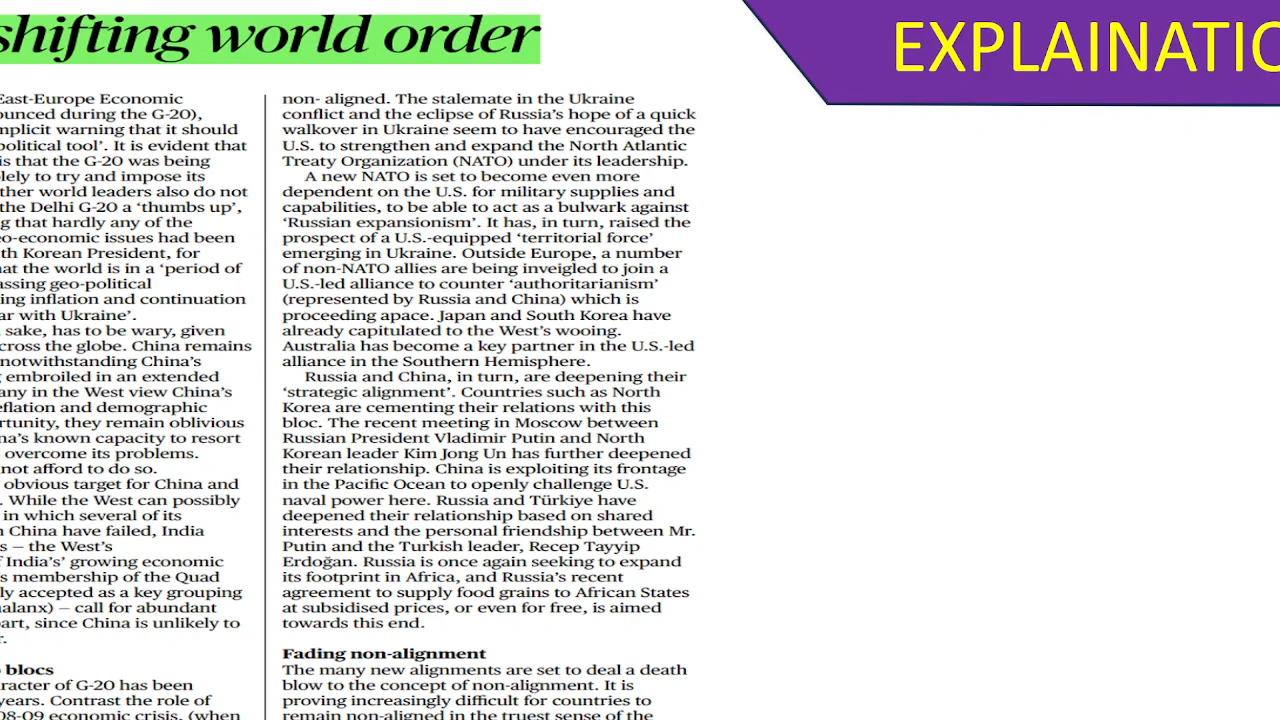 shifting world order
EXPLAINATIO
East-Europe Economic
ounced during the G-20),
mplicit warning that it should
political tool'. It is evident that
is that the G-20 was being
lely to try and impose its
ther world leaders also do not
the Delhi G-20 a 'thumbs up',
g that hardly any of the
eo-economic issues had been
th Korean President, for
hat the world is in a 'period of
assing geo-political
ing inflation and continuation
ar with Ukraine'.
sake, has to be wary, given
cross the globe. China remains
notwithstanding China's
g embroiled in an extended
any in the West view China's
eflation and demographic
rtunity, they remain oblivious
na's known capacity to resort
overcome its problems.
not afford to do so.
obvious target for China and
. While the West can possibly
in which several of its
n China have failed, India
s – the West's
f India's' growing economic
s membership of the Quad
ly accepted as a key grouping
alanx) – call for abundant
art, since China is unlikely to
r.
blocs
racter of G-20 has been
years. Contrast the role of
08-09 economic crisis, (when
non- aligned. The stalemate in the Ukraine
conflict and the eclipse of Russia's hope of a quick
walkover in Ukraine seem to have encouraged the
U.S. to strengthen and expand the North Atlantic
Treaty Organization (NATO) under its leadership.
A new NATO is set to become even more
dependent on the U.S. for military supplies and
capabilities, to be able to act as a bulwark against
'Russian expansionism'. It has, in turn, raised the
prospect of a U.S.-equipped 'territorial force'
emerging in Ukraine. Outside Europe, a number
of non-NATO allies are being inveigled to join a
U.S.-led alliance to counter 'authoritarianism'
(represented by Russia and China) which is
proceeding apace. Japan and South Korea have
already capitulated to the West's wooing.
Australia has become a key partner in the U.S.-led
alliance in the Southern Hemisphere.
Russia and China, in turn, are deepening their
'strategic alignment'. Countries such as North
Korea are cementing their relations with this
bloc. The recent meeting in Moscow between
Russian President Vladimir Putin and North
Korean leader Kim Jong Un has further deepened
their relationship. China is exploiting its frontage
in the Pacific Ocean to openly challenge U.S.
naval power here. Russia and Türkiye have
deepened their relationship based on shared
interests and the personal friendship between Mr.
Putin and the Turkish leader, Recep Tayyip
Erdoğan. Russia is once again seeking to expand
its footprint in Africa, and Russia's recent
agreement to supply food grains to African States
at subsidised prices, or even for free, is aimed
towards this end.
Fading non-alignment
The many new alignments are set to deal a death
blow to the concept of non-alignment. It is
proving increasingly difficult for countries to
remain non-aligned in the truest sense of the